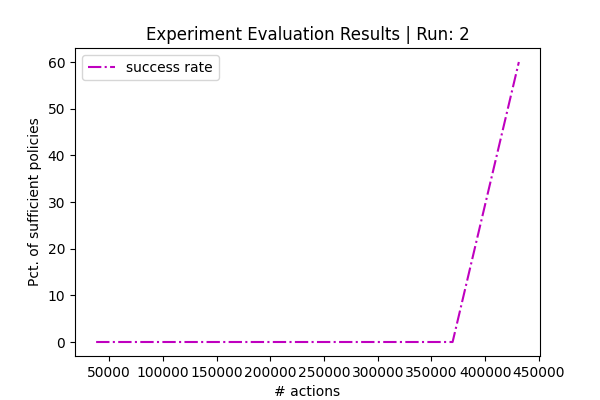 Experiment Evaluation Results | Run: 2
success rate
Pct. of sufficient policies
60
50
40
30
20
10
0
50000 100000 150000 200000 250000 300000 350000 400000 450000
# actions